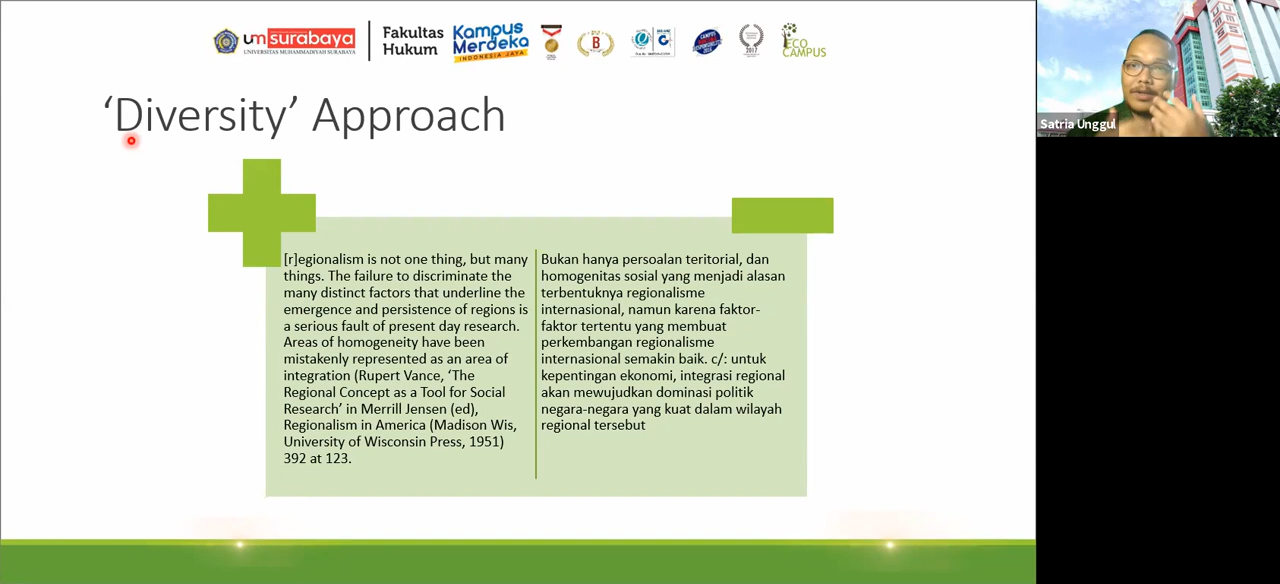 um surabaya
UNIVERSITAS MUHAMMADIYAH SURABAYA
Fakultas
Hukum
Kampus
Merdeka
INDONESIA JAYA
B
2017
ECO
CAMPUS
‘Diversity’ Approach
[r]egionalism is not one thing, but many
things. The failure to discriminate the
many distinct factors that underline the
emergence and persistence of regions is
a serious fault of present day research.
Areas of homogeneity have been
mistakenly represented as an area of
integration (Rupert Vance, ‘The
Regional Concept as a Tool for Social
Research’ in Merrill Jensen (ed),
Regionalism in America (Madison Wis,
University of Wisconsin Press, 1951)
392 at 123.
Bukan hanya persoalan teritorial, dan
homogenitas sosial yang menjadi alasan
terbentuknya regionalisme
internasional, namun karena faktor-
faktor tertentu yang membuat
perkembangan regionalisme
internasional semakin baik. c/: untuk
kepentingan ekonomi, integrasi regional
akan mewujudkan dominasi politik
negara-negara yang kuat dalam wilayah
regional tersebut
Satria Unggul